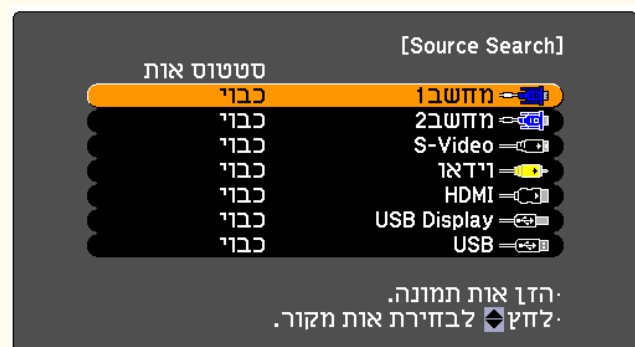 [Source Search]
סטטוס אות
מחשב1 כבוי
מחשב2 כבוי
S-Video כבוי
וידאו כבוי
HDMI כבוי
USB Display כבוי
USB כבוי
·הזן אות תמונה.
·לחץ לבחירת אות מקור.